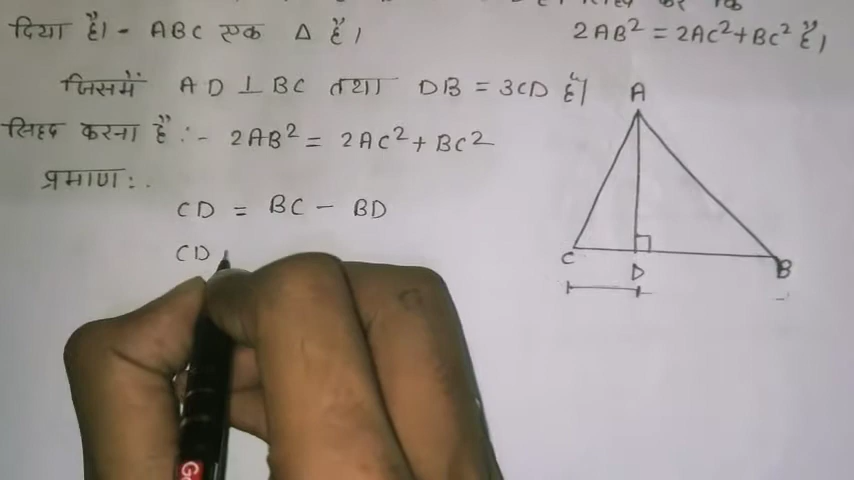 दिया है। - ABC एक Δ है।
2AB² = 2AC² + BC² है।
जिसमें AD ⊥ BC तथा DB = 3CD है।
सिद्ध करना है :- 2AB² = 2AC² + BC²
प्रमाण :.
CD = BC - BD
CD
A
C
D
B